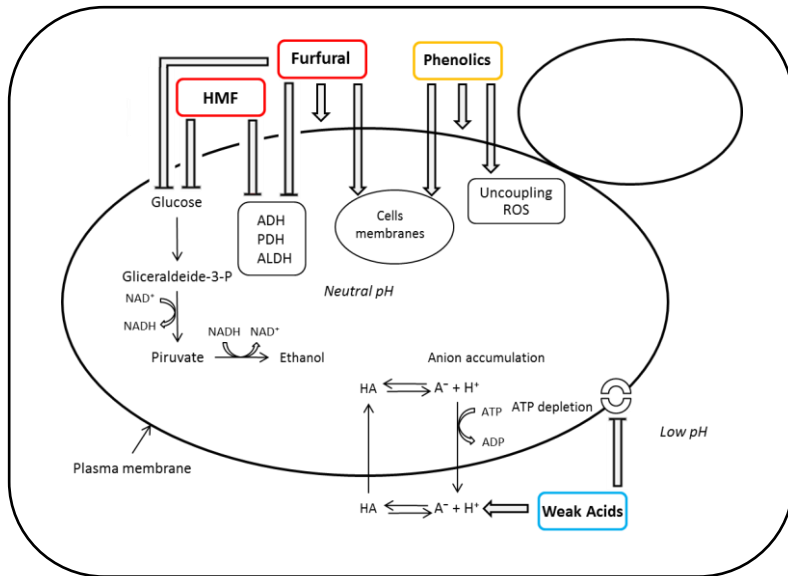 Furfural
Phenolics
HMF
Glucose
ADH
PDH
ALDH
Cells
membranes
Uncoupling
ROS
Gliceraldeide-3-P
Neutral pH
NAD⁺
NADH
NADH NAD⁺
Piruvate
Ethanol
Anion accumulation
HA
A⁻ + H⁺
ATP
ATP depletion
ADP
Low pH
Plasma membrane
HA
A⁻ + H⁺
Weak Acids